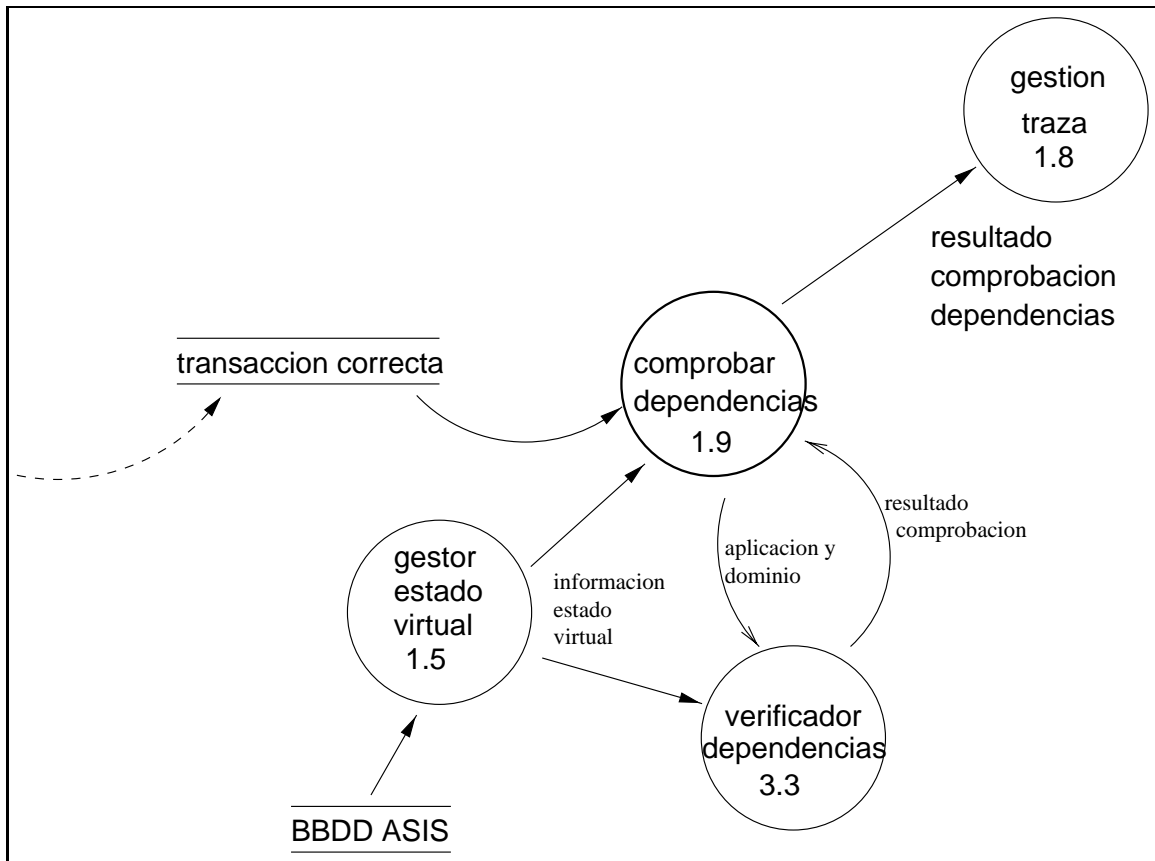 gestion
traza
1.8
resultado
comprobacion
dependencias
transaccion correcta
comprobar
dependencias
1.9
resultado
comprobacion
aplicacion y
dominio
gestor
estado
virtual
1.5
informacion
estado
virtual
verificador
dependencias
3.3
BBDD ASIS